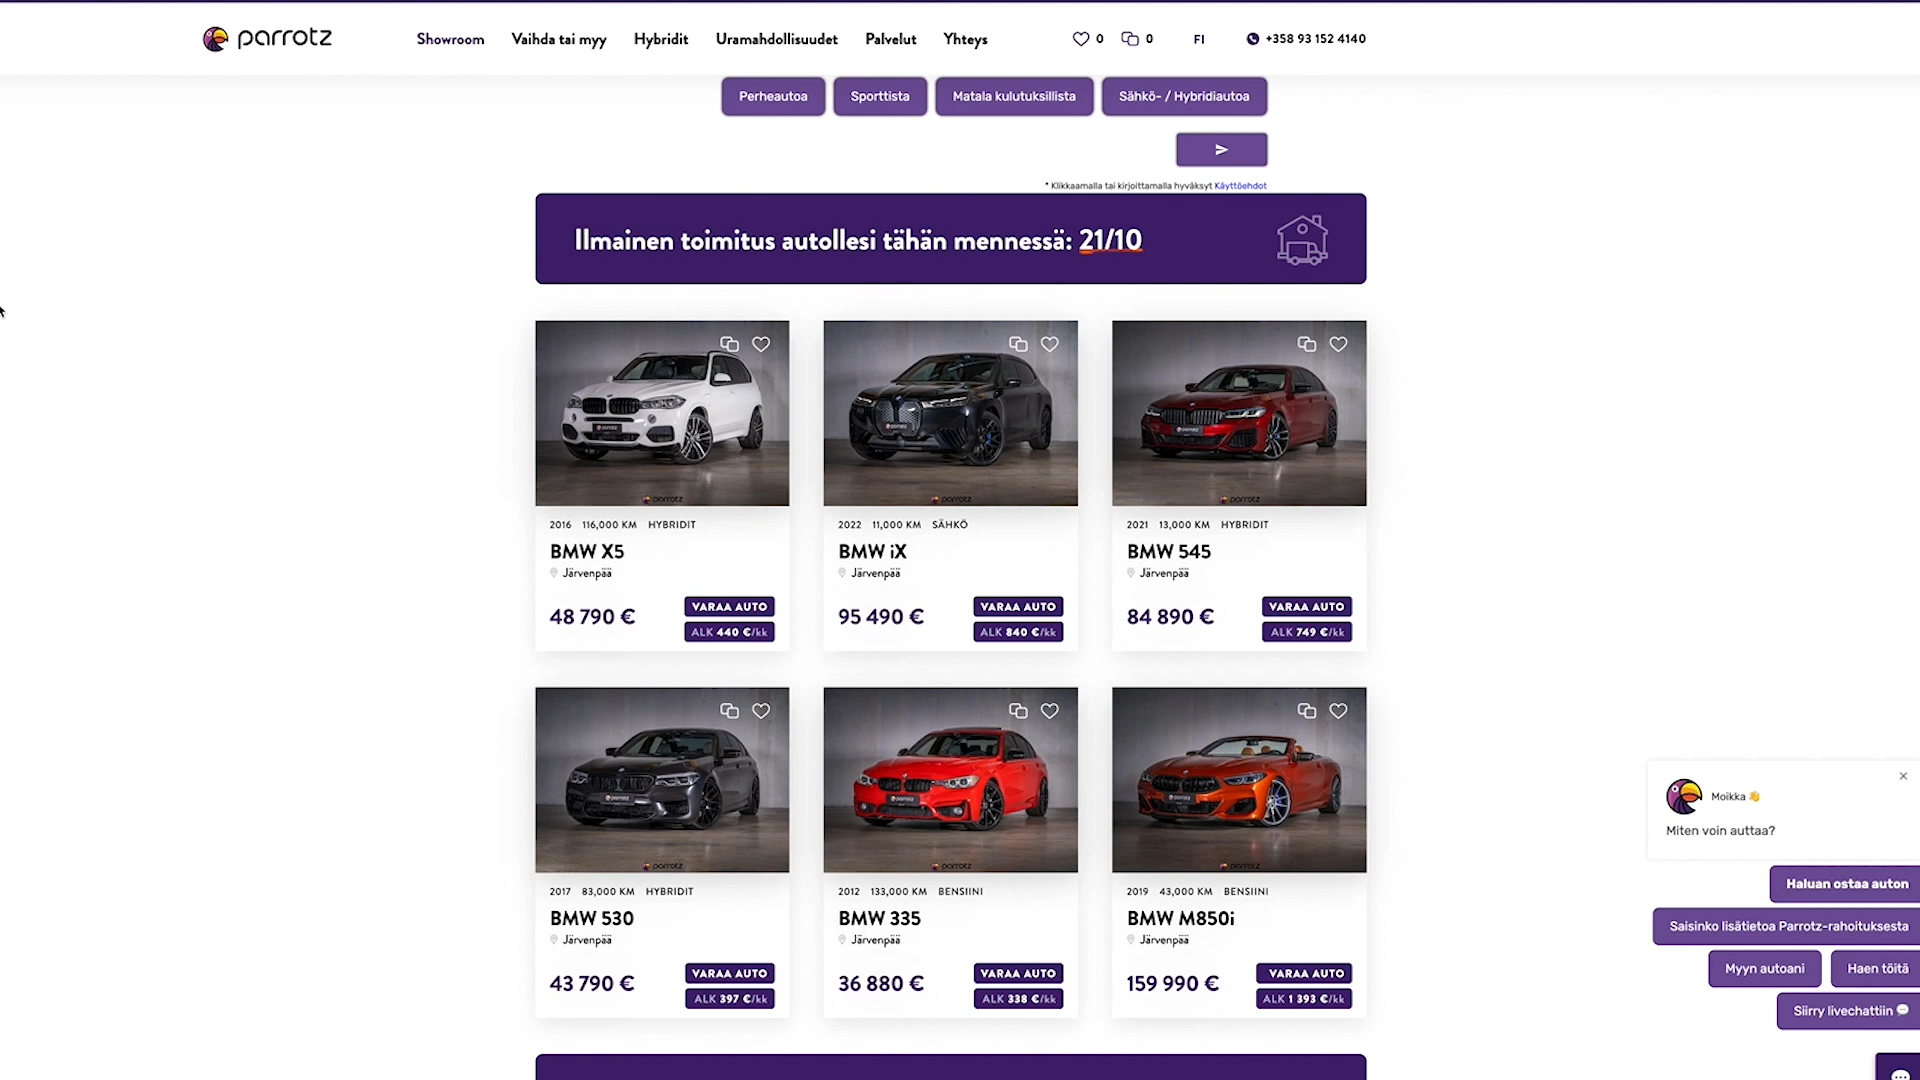 parrotz
Showroom Vaihda tai myy Hybridit Uramahdollisuudet Palvelut Yhteys 0 0 FI +358 93 152 4140
Perheautoa Sporttista Matala kulutuksillista Sähkö- / Hybridiautoa
* Klikkaamalla tai kirjoittamalla hyväksyt Käyttöehdot
Ilmainen toimitus autollesi tähän mennessä: 21/10
parrotz parrotz parrotz
2016 116,000 KM HYBRIDIT
BMW X5
Järvenpää
48 790 €
VARAA AUTO
ALK 440 €/kk
2022 11,000 KM SÄHKÖ
BMW iX
Järvenpää
95 490 €
VARAA AUTO
ALK 840 €/kk
2021 13,000 KM HYBRIDIT
BMW 545
Järvenpää
84 890 €
VARAA AUTO
ALK 749 €/kk
parrotz parrotz parrotz
2017 83,000 KM HYBRIDIT
BMW 530
Järvenpää
43 790 €
VARAA AUTO
ALK 397 €/kk
2012 133,000 KM BENSIINI
BMW 335
Järvenpää
36 880 €
VARAA AUTO
ALK 338 €/kk
2019 43,000 KM BENSIINI
BMW M850i
Järvenpää
159 990 €
VARAA AUTO
ALK 1 393 €/kk
Moikka 👋
Miten voin auttaa?
Haluan ostaa auton
Saisinko lisätietoa Parrotz-rahoituksesta
Myyn autoani Haen töitä
Siirry livechattiin 💬